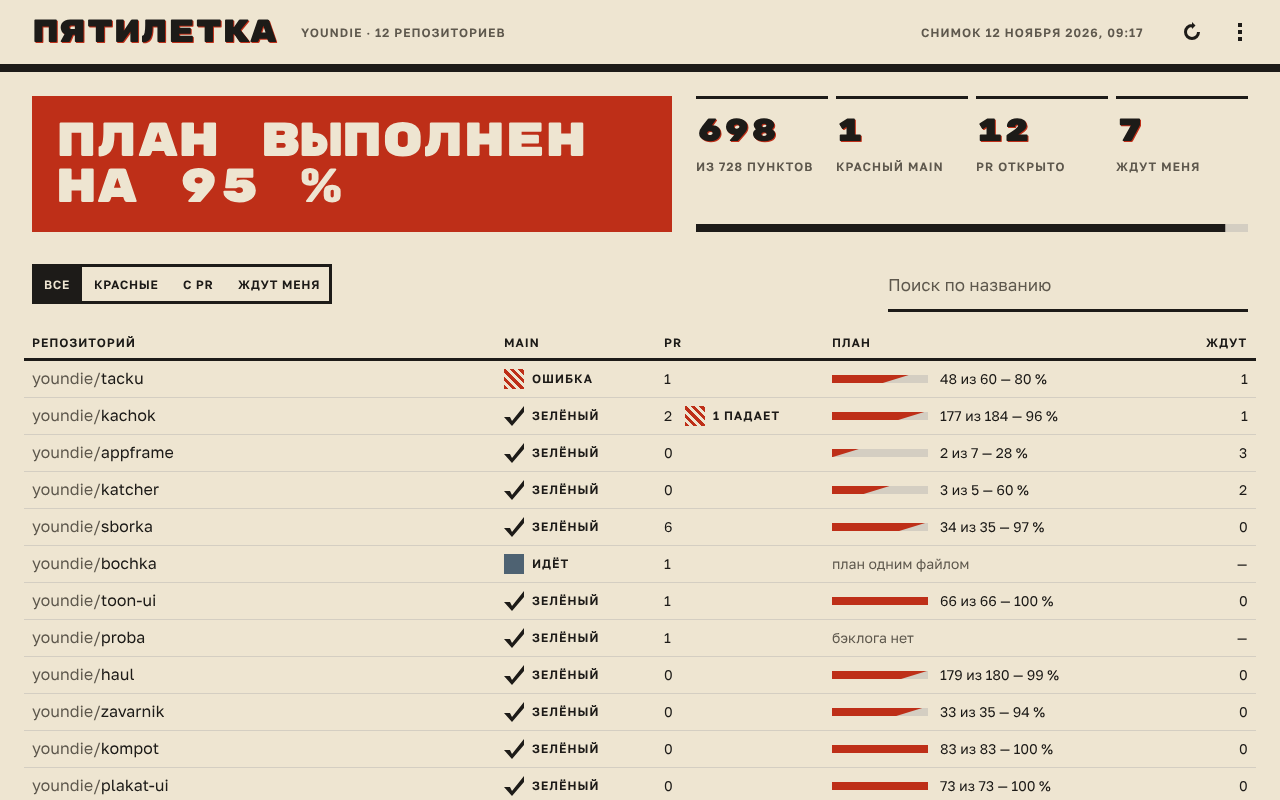 ПЯТИЛЕТКА
YOUNDIE · 12 РЕПОЗИТОРИЕВ
СНИМОК 12 НОЯБРЯ 2026, 09:17
ПЛАН ВЫПОЛНЕН
НА 95 %
698 1 12 7
ИЗ 728 ПУНКТОВ КРАСНЫЙ MAIN PR ОТКРЫТО ЖДУТ МЕНЯ
ВСЕ КРАСНЫЕ С PR ЖДУТ МЕНЯ
Поиск по названию
РЕПОЗИТОРИЙ MAIN PR ПЛАН ЖДУТ
youndie/tacku ОШИБКА 1 48 из 60 — 80 % 1
youndie/kachok ЗЕЛЁНЫЙ 2 1 ПАДАЕТ 177 из 184 — 96 % 1
youndie/appframe ЗЕЛЁНЫЙ 0 2 из 7 — 28 % 3
youndie/katcher ЗЕЛЁНЫЙ 0 3 из 5 — 60 % 2
youndie/sborka ЗЕЛЁНЫЙ 6 34 из 35 — 97 % 0
youndie/bochka ИДЁТ 1 план одним файлом —
youndie/toon-ui ЗЕЛЁНЫЙ 1 66 из 66 — 100 % 0
youndie/proba ЗЕЛЁНЫЙ 1 бэклога нет —
youndie/haul ЗЕЛЁНЫЙ 0 179 из 180 — 99 % 0
youndie/zavarnik ЗЕЛЁНЫЙ 0 33 из 35 — 94 % 0
youndie/kompot ЗЕЛЁНЫЙ 0 83 из 83 — 100 % 0
youndie/plakat-ui ЗЕЛЁНЫЙ 0 73 из 73 — 100 % 0